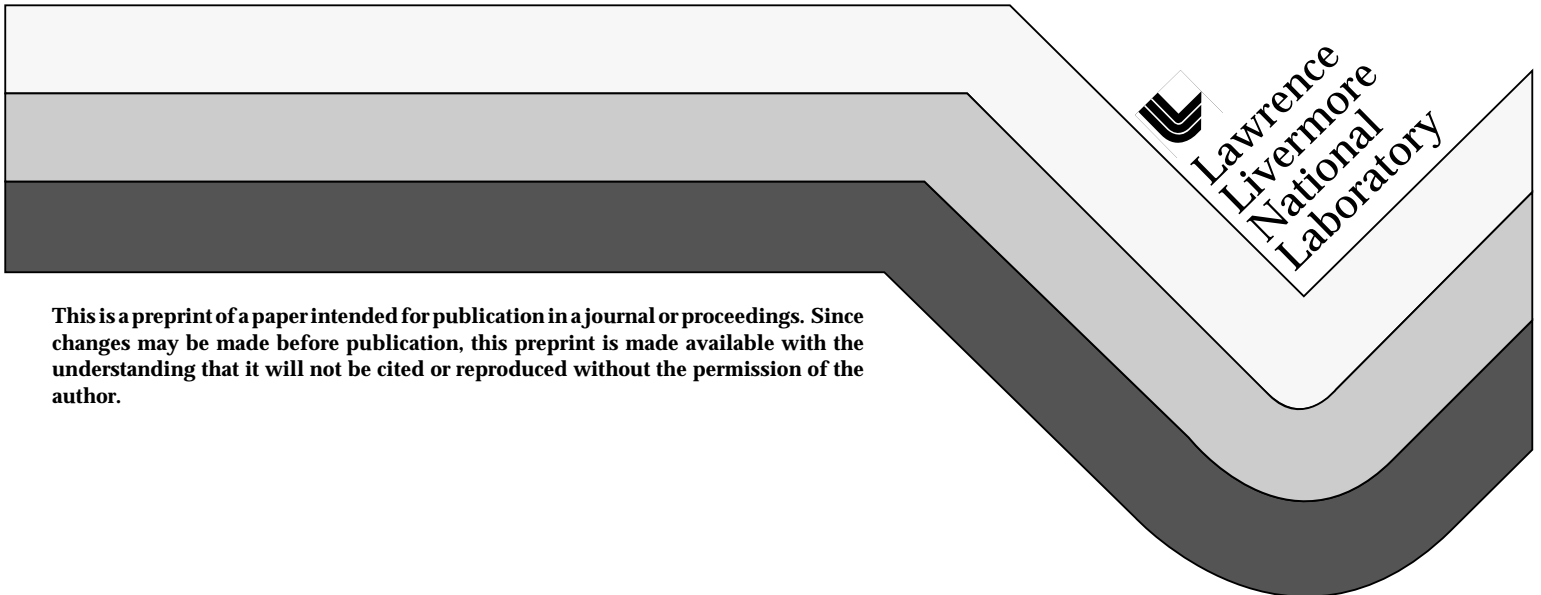 Lawrence
Livermore
National
Laboratory
This is a preprint of a paper intended for publication in a journal or proceedings. Since
changes may be made before publication, this preprint is made available with the
understanding that it will not be cited or reproduced without the permission of the
author.